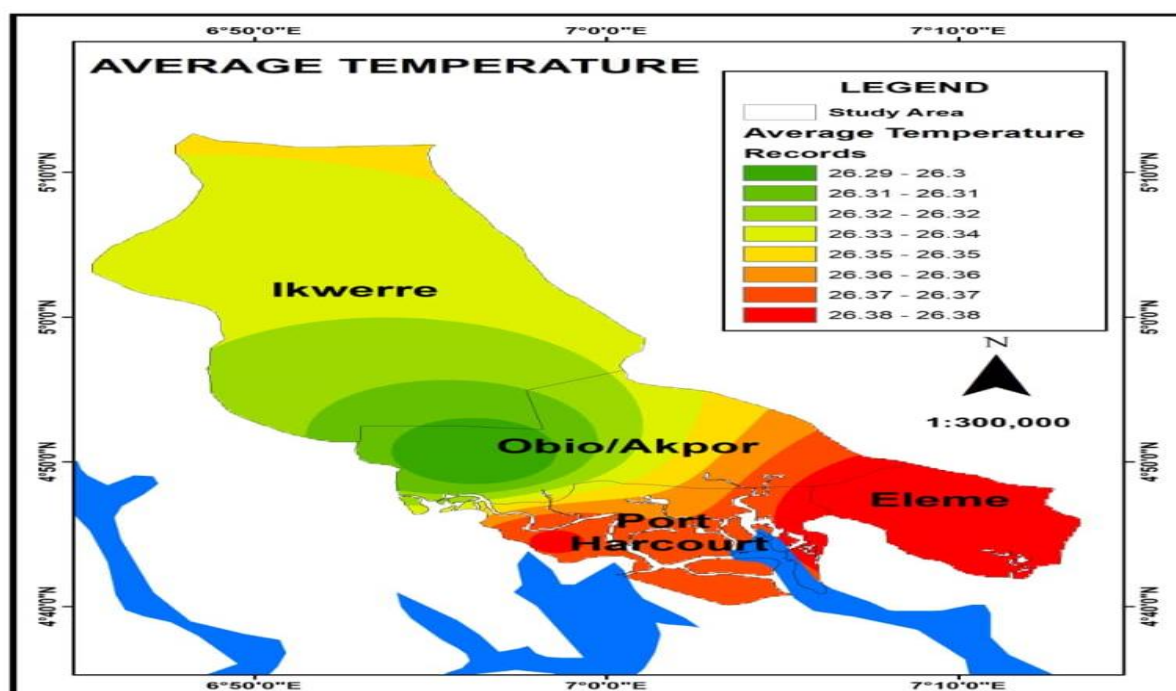 6°50'0"E 7°0'0"E 7°10'0"E
AVERAGE TEMPERATURE
LEGEND
Study Area
Average Temperature
Records
26.29 - 26.3
26.31 - 26.31
26.32 - 26.32
26.33 - 26.34
26.35 - 26.35
26.36 - 26.36
26.37 - 26.37
26.38 - 26.38
5°10'0"N 5°10'0"N
Ikwerre
5°0'0"N 5°0'0"N
N
1:300,000
Obio/Akpor
4°50'0"N 4°50'0"N
Eleme
Port
Harcourt
4°40'0"N 4°40'0"N
6°50'0"E 7°0'0"E 7°10'0"E